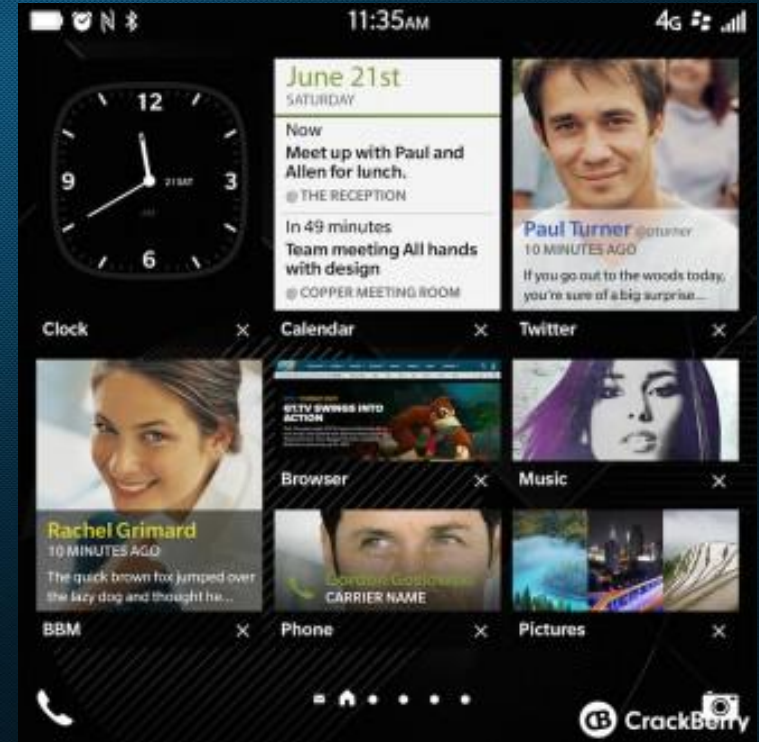 11:35AM
4G
12
9
3
6
21 SAT
June 21st
SATURDAY
Now
Meet up with Paul and
Allen for lunch.
@ THE RECEPTION
In 49 minutes
Team meeting All hands
with design
@ COPPER MEETING ROOM
Paul Turner @pturner
10 MINUTES AGO
If you go out to the woods today,
you're sure of a big surprise...
Clock
Calendar
Twitter
Rachel Grimard
10 MINUTES AGO
The quick brown fox jumped over
the lazy dog and thought he...
SWINGS INTO
ACTION
Browser
Music
Gordon
CARRIER NAME
BBM
Phone
Pictures
CrackBerry